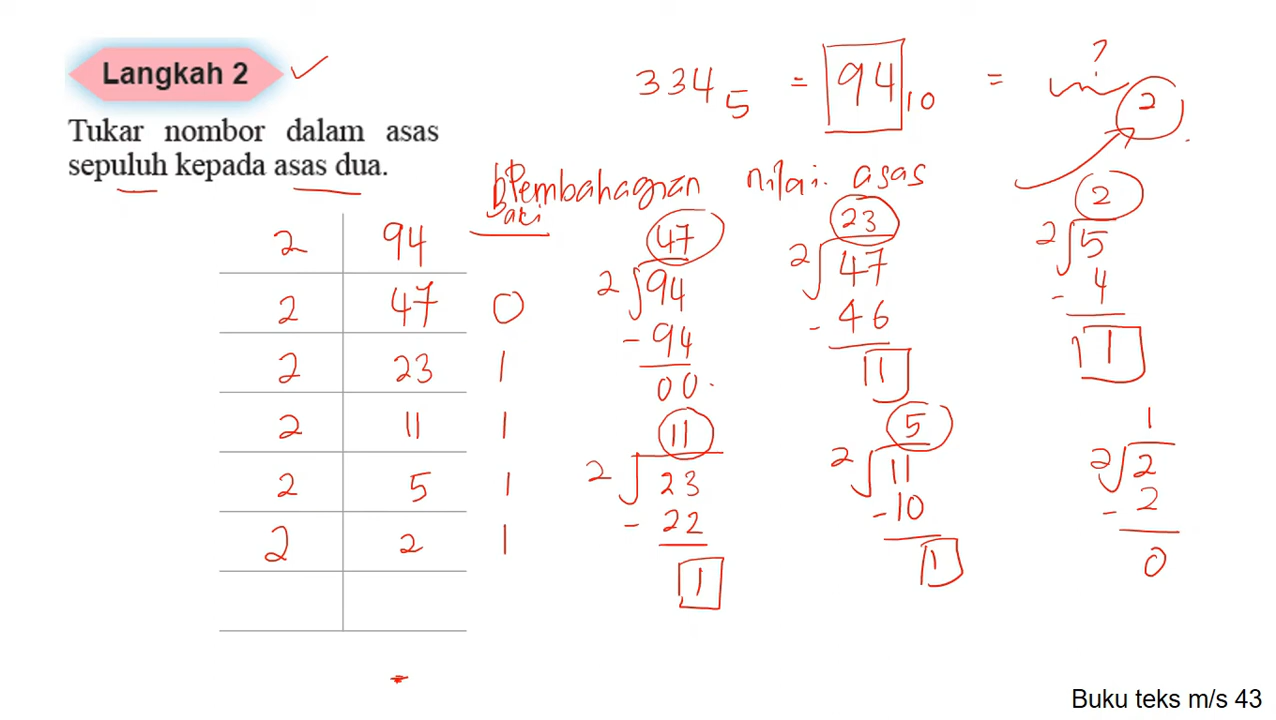 Langkah 2
334₅ = 94₁₀ = ? ₂
Tukar nombor dalam asas
sepuluh kepada asas dua.
Pembahagian nilai asas
baki
2 94
2 47 0
2 23 1
2 11 1
2 5 1
2 2 1
47
2 94
- 94
00
23
2 47
- 46
1
2
2 5
- 4
1
11
2 23
- 22
1
5
2 11
- 10
1
1
2 2
- 2
0
Buku teks m/s 43